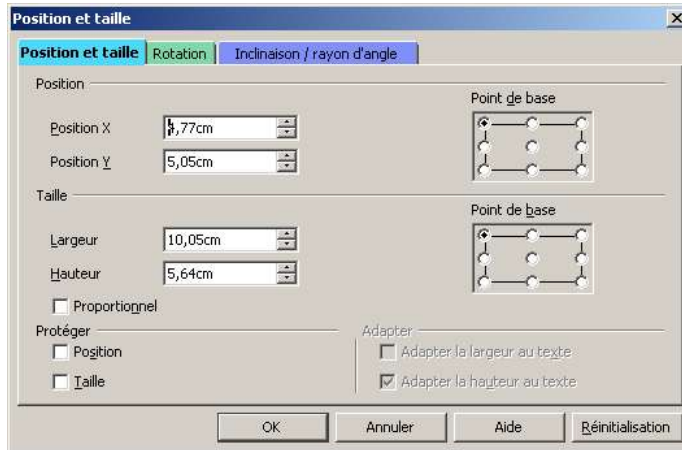 Position et taille
Position et taille Rotation Inclinaison / rayon d'angle
Position
Point de base
Position X
Position Y 5,05cm
Taille
Point de base
Largeur 10,05cm
Hauteur 5,64cm
Proportionnel
Protéger Adapter
Position Adapter la largeur au texte
Taille Adapter la hauteur au texte
OK Annuler Aide Réinitialisation